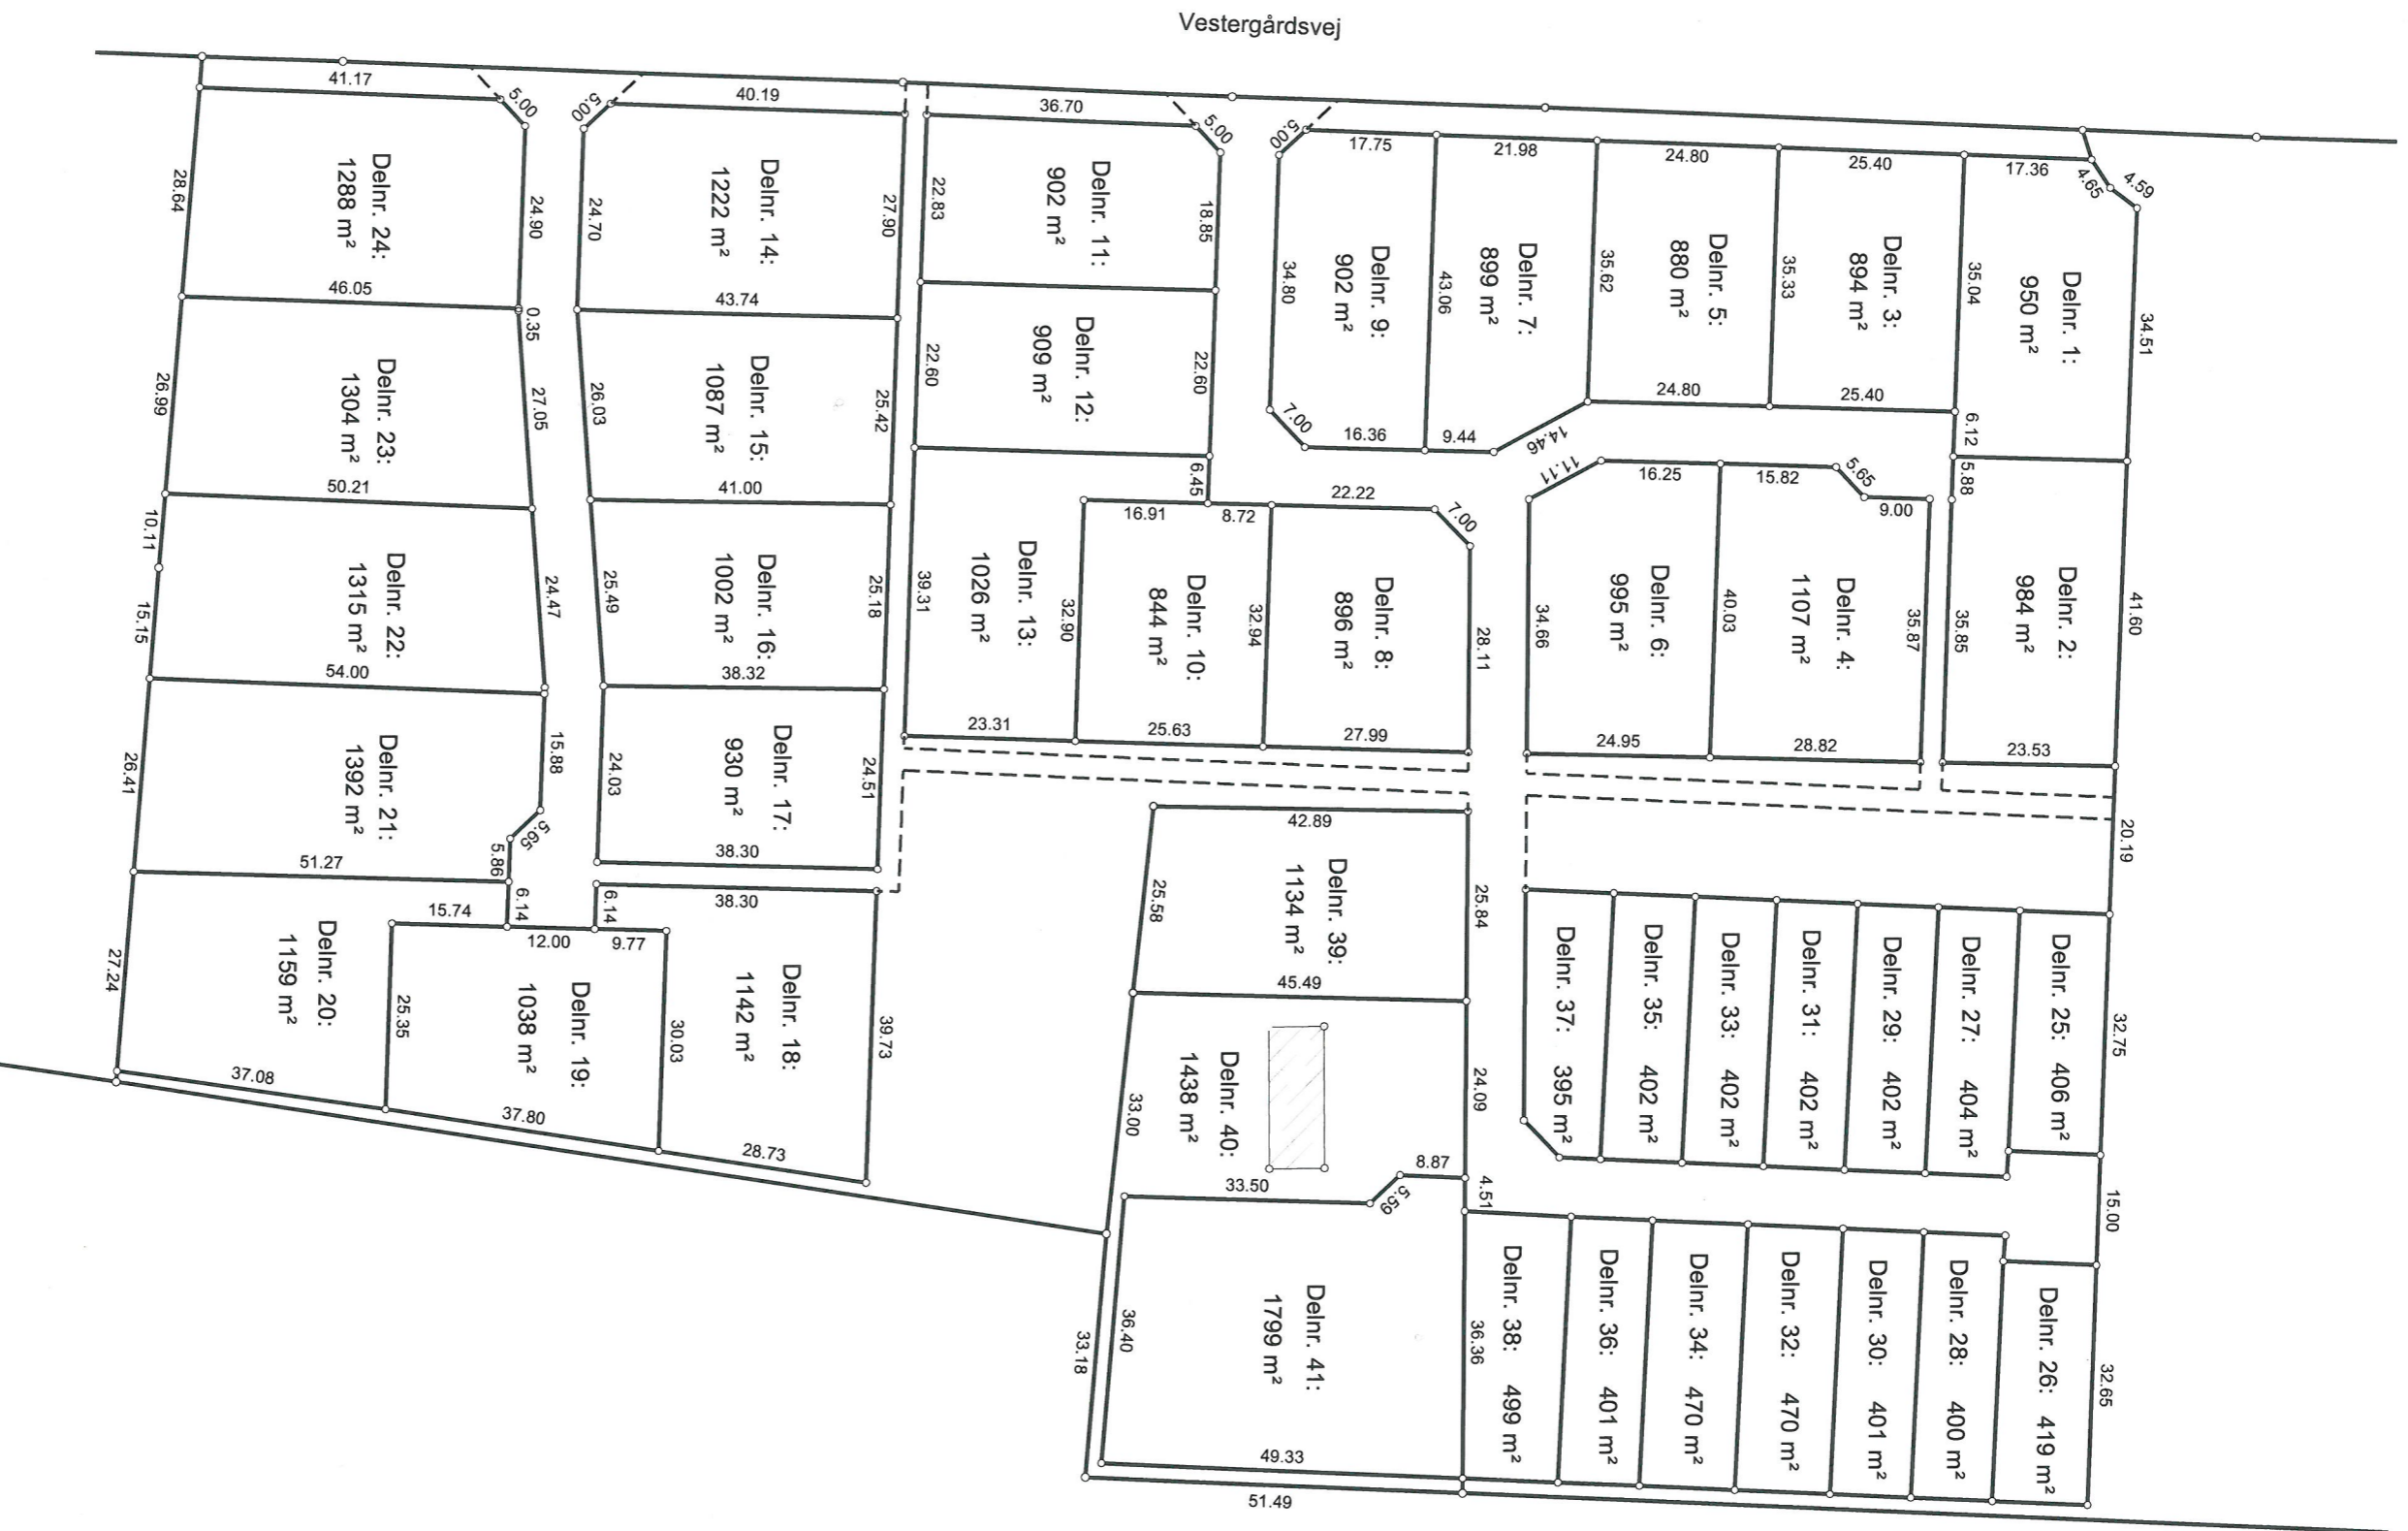 Vestergårdsvej
41.17
5.00
5.00
40.19
36.70
5.00
5.00
17.75
21.98
24.80
25.40
17.36
4.65
4.59
28.64
Delnr. 24:
1288 m²
24.90
24.70
Delnr. 14:
1222 m²
27.90
22.83
Delnr. 11:
902 m²
18.85
34.80
Delnr. 9:
902 m²
43.06
Delnr. 7:
899 m²
35.62
Delnr. 5:
880 m²
35.33
Delnr. 3:
894 m²
35.04
Delnr. 1:
950 m²
34.51
46.05
0.35
43.74
26.99
Delnr. 23:
1304 m²
27.05
26.03
Delnr. 15:
1087 m²
25.42
22.60
Delnr. 12:
909 m²
22.60
7.00
16.36
9.44
14.46
24.80
25.40
6.12
50.21
41.00
6.45
16.91
8.72
22.22
7.00
11.11
16.25
15.82
5.65
9.00
5.88
10.11
15.15
Delnr. 22:
1315 m²
24.47
25.49
Delnr. 16:
1002 m²
25.18
39.31
Delnr. 13:
1026 m²
32.90
Delnr. 10:
844 m²
32.94
Delnr. 8:
896 m²
28.11
34.66
Delnr. 6:
995 m²
40.03
Delnr. 4:
1107 m²
35.87
35.85
Delnr. 2:
984 m²
41.60
54.00
38.32
23.31
25.63
27.99
24.95
28.82
23.53
26.41
Delnr. 21:
1392 m²
15.88
5.65
5.86
24.03
Delnr. 17:
930 m²
24.51
20.19
51.27
38.30
42.89
15.74
6.14
12.00
6.14
9.77
38.30
27.24
Delnr. 20:
1159 m²
25.35
Delnr. 19:
1038 m²
30.03
Delnr. 18:
1142 m²
39.73
37.08
37.80
28.73
25.58
Delnr. 39:
1134 m²
25.84
45.49
33.00
Delnr. 40:
1438 m²
24.09
8.87
5.59
33.50
4.51
Delnr. 37: 395 m²
Delnr. 35: 402 m²
Delnr. 33: 402 m²
Delnr. 31: 402 m²
Delnr. 29: 402 m²
Delnr. 27: 404 m²
Delnr. 25: 406 m²
32.75
15.00
33.18
36.40
Delnr. 41:
1799 m²
36.36
Delnr. 38: 499 m²
Delnr. 36: 401 m²
Delnr. 34: 470 m²
Delnr. 32: 470 m²
Delnr. 30: 401 m²
Delnr. 28: 400 m²
Delnr. 26: 419 m²
32.65
49.33
51.49